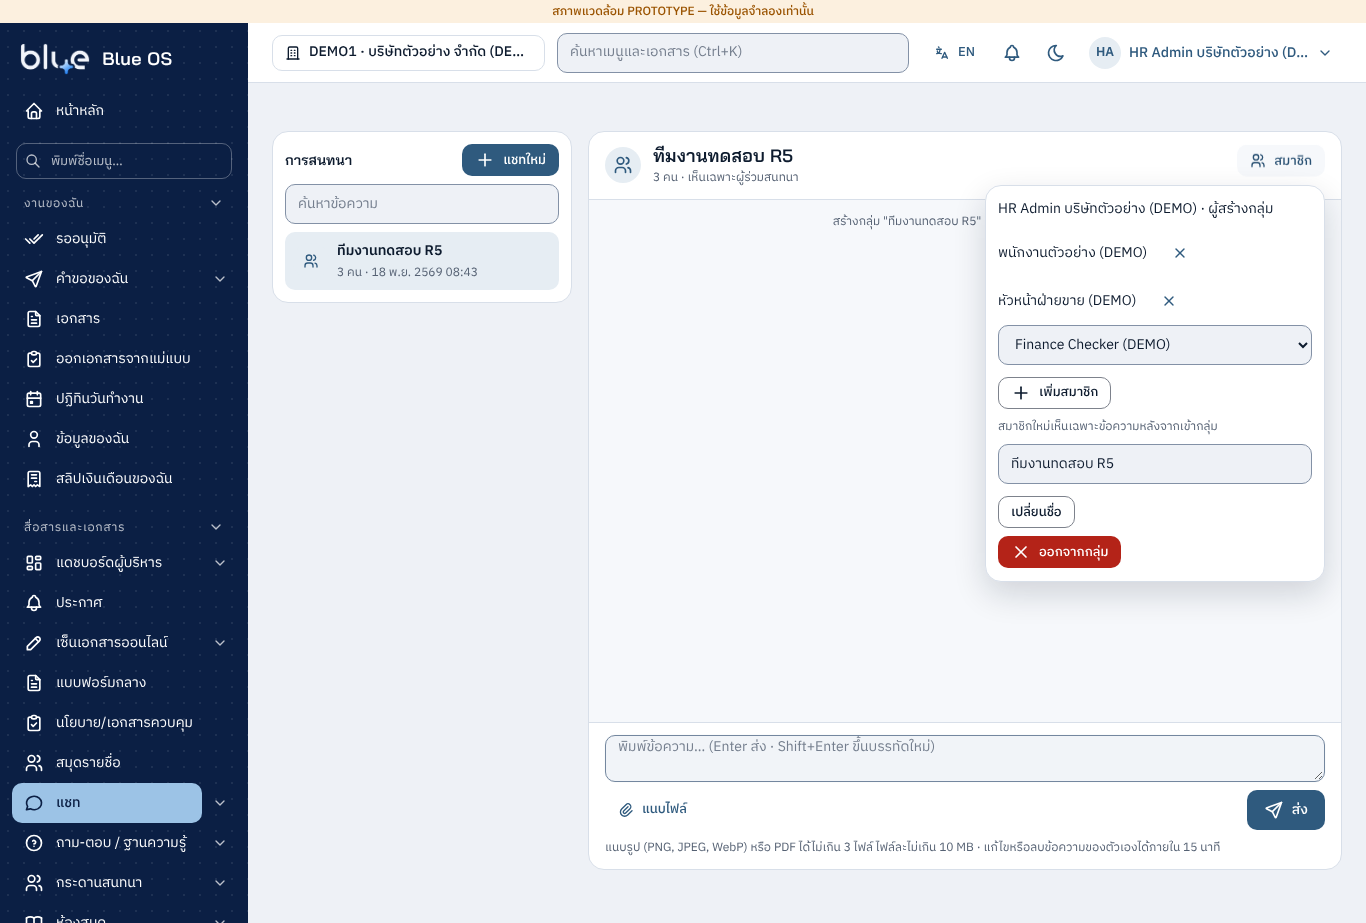 สภาพแวดล้อม PROTOTYPE — ใช้ข้อมูลจำลองเท่านั้น
blue Blue OS
DEMO1 · บริษัทตัวอย่าง จำกัด (DE...
ค้นหาเมนูและเอกสาร (Ctrl+K)
EN
HA HR Admin บริษัทตัวอย่าง (D...
หน้าหลัก
พิมพ์ชื่อเมนู...
งานของฉัน
รออนุมัติ
คำขอของฉัน
เอกสาร
ออกเอกสารจากแม่แบบ
ปฏิทินวันทำงาน
ข้อมูลของฉัน
สลิปเงินเดือนของฉัน
สื่อสารและเอกสาร
แดชบอร์ดผู้บริหาร
ประกาศ
เซ็นเอกสารออนไลน์
แบบฟอร์มกลาง
นโยบาย/เอกสารควบคุม
สมุดรายชื่อ
แชท
ถาม-ตอบ / ฐานความรู้
กระดานสนทนา
ห้องสมุด
การสนทนา
แชทใหม่
ค้นหาข้อความ
ทีมงานทดสอบ R5
3 คน · 18 พ.ย. 2569 08:43
ทีมงานทดสอบ R5
3 คน · เห็นเฉพาะผู้ร่วมสนทนา
สมาชิก
สร้างกลุ่ม "ทีมงานทดสอบ R5"
HR Admin บริษัทตัวอย่าง (DEMO) · ผู้สร้างกลุ่ม
พนักงานตัวอย่าง (DEMO)
หัวหน้าฝ่ายขาย (DEMO)
Finance Checker (DEMO)
เพิ่มสมาชิก
สมาชิกใหม่เห็นเฉพาะข้อความหลังจากเข้ากลุ่ม
ทีมงานทดสอบ R5
เปลี่ยนชื่อ
ออกจากกลุ่ม
พิมพ์ข้อความ... (Enter ส่ง · Shift+Enter ขึ้นบรรทัดใหม่)
แนบไฟล์
ส่ง
แนบรูป (PNG, JPEG, WebP) หรือ PDF ได้ไม่เกิน 3 ไฟล์ ไฟล์ละไม่เกิน 10 MB · แก้ไขหรือลบข้อความของตัวเองได้ภายใน 15 นาที